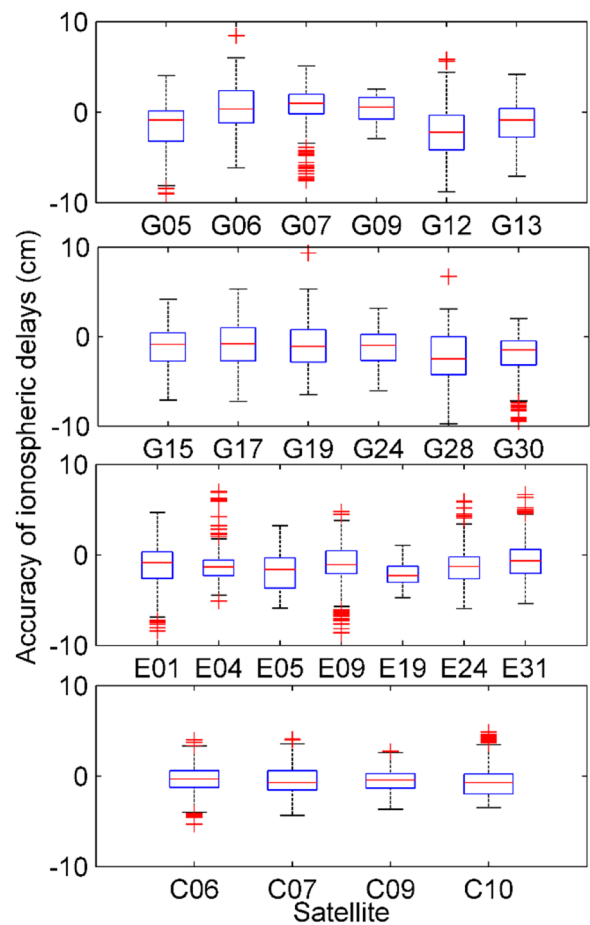 Accuracy of ionospheric delays (cm)
10
0
-10
G05 G06 G07 G09 G12 G13
10
0
-10
G15 G17 G19 G24 G28 G30
10
0
-10
E01 E04 E05 E09 E19 E24 E31
10
0
-10
C06 C07 C09 C10
Satellite